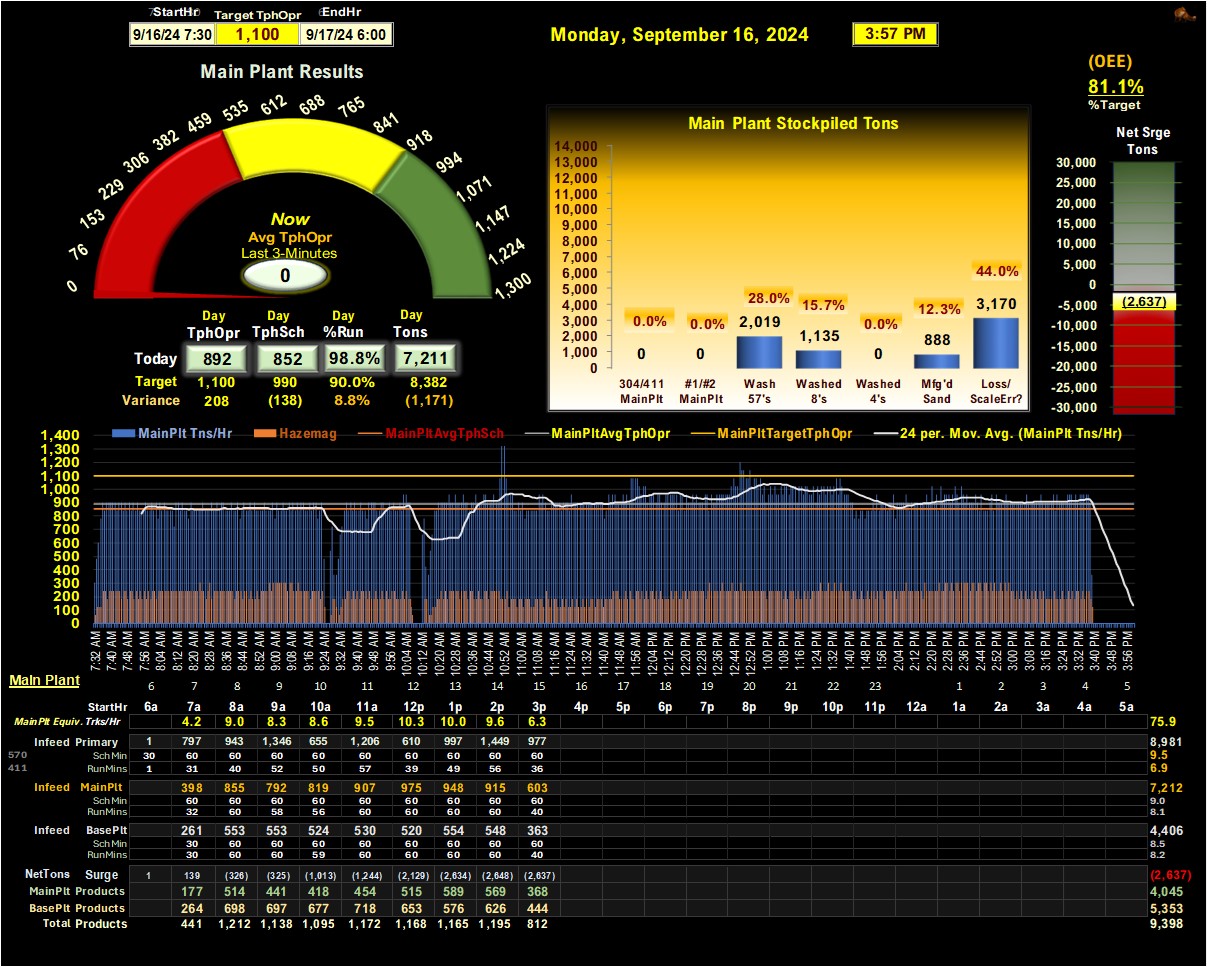 StartHr Target TphOpr EndHr
9/16/24 7:30 1,100 9/17/24 6:00
Monday, September 16, 2024 3:57 PM
(OEE)
81.1%
%Target
Main Plant Results
0 76 153 229 306 382 459 535 612 688 765 841 918 994 1,071 1,147 1,224 1,300
Now
Avg TphOpr
Last 3-Minutes
0
Day Day Day Day
TphOpr TphSch %Run Tons
Today 892 852 98.8% 7,211
Target 1,100 990 90.0% 8,382
Variance 208 (138) 8.8% (1,171)
Main Plant Stockpiled Tons
14,000
13,000
12,000
11,000
10,000
9,000
8,000
7,000
6,000
5,000
4,000
3,000
2,000
1,000
0
0.0% 0.0% 28.0% 15.7% 0.0% 12.3% 44.0%
0 0 2,019 1,135 0 888 3,170
304/411 #1/#2 Wash Washed Washed Mfg'd Loss/
MainPlt MainPlt 57's 8's 4's Sand ScaleErr?
Net Srge
Tons
30,000
25,000
20,000
15,000
10,000
5,000
0
-5,000
-10,000
-15,000
-20,000
-25,000
-30,000
(2,637)
MainPlt Tns/Hr Hazemag MainPltAvgTphSch MainPltAvgTphOpr MainPltTargetTphOpr 24 per. Mov. Avg. (MainPlt Tns/Hr)
1,400
1,300
1,200
1,100
1,000
900
800
700
600
500
400
300
200
100
0
7:32 AM 7:40 AM 7:48 AM 7:56 AM 8:04 AM 8:12 AM 8:20 AM 8:28 AM 8:36 AM 8:44 AM 8:52 AM 9:00 AM 9:08 AM 9:16 AM 9:24 AM 9:32 AM 9:40 AM 9:48 AM 9:56 AM 10:04 AM 10:12 AM 10:20 AM 10:28 AM 10:36 AM 10:44 AM 10:52 AM 11:00 AM 11:08 AM 11:16 AM 11:24 AM 11:32 AM 11:40 AM 11:48 AM 11:56 AM 12:04 PM 12:12 PM 12:20 PM 12:28 PM 12:36 PM 12:44 PM 12:52 PM 1:00 PM 1:08 PM 1:16 PM 1:24 PM 1:32 PM 1:40 PM 1:48 PM 1:56 PM 2:04 PM 2:12 PM 2:20 PM 2:28 PM 2:36 PM 2:44 PM 2:52 PM 3:00 PM 3:08 PM 3:16 PM 3:24 PM 3:32 PM 3:40 PM 3:48 PM 3:56 PM
Main Plant 6 7 8 9 10 11 12 13 14 15 16 17 18 19 20 21 22 23 1 2 3 4 5
StartHr 6a 7a 8a 9a 10a 11a 12p 1p 2p 3p 4p 5p 6p 7p 8p 9p 10p 11p 12a 1a 2a 3a 4a 5a
MainPlt Equiv. Trks/Hr 4.2 9.0 8.3 8.6 9.5 10.3 10.0 9.6 6.3 75.9
Infeed Primary 1 797 943 1,346 655 1,206 610 997 1,449 977 8,981
570 SchMin 30 60 60 60 60 60 60 60 60 60 9.5
411 RunMins 1 31 40 52 50 57 39 49 56 36 6.9
Infeed MainPlt 398 855 792 819 907 975 948 915 603 7,212
SchMin 60 60 60 60 60 60 60 60 60 9.0
RunMins 32 60 58 56 60 60 60 60 40 8.1
Infeed BasePlt 261 553 553 524 530 520 554 548 363 4,406
SchMin 30 60 60 60 60 60 60 60 60 8.5
RunMins 30 60 60 59 60 60 60 60 40 8.2
NetTons Surge 1 139 (326) (325) (1,013) (1,244) (2,129) (2,634) (2,648) (2,637) (2,637)
MainPlt Products 177 514 441 418 454 515 589 569 368 4,045
BasePlt Products 264 698 697 677 718 653 576 626 444 5,353
Total Products 441 1,212 1,138 1,095 1,172 1,168 1,165 1,195 812 9,398